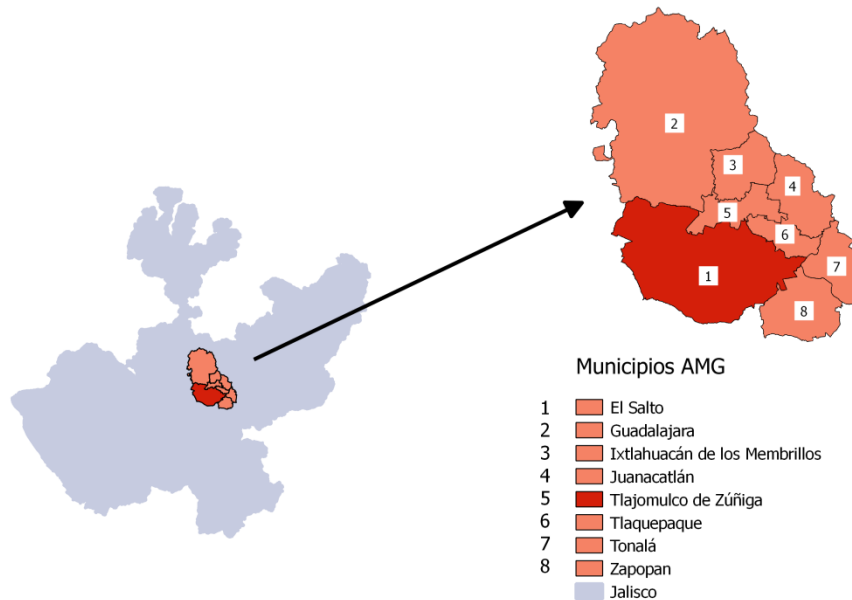 2
3
4
5
6
1
7
8
Municipios AMG
1 El Salto
2 Guadalajara
3 Ixtlahuacán de los Membrillos
4 Juanacatlán
5 Tlajomulco de Zúñiga
6 Tlaquepaque
7 Tonalá
8 Zapopan
Jalisco